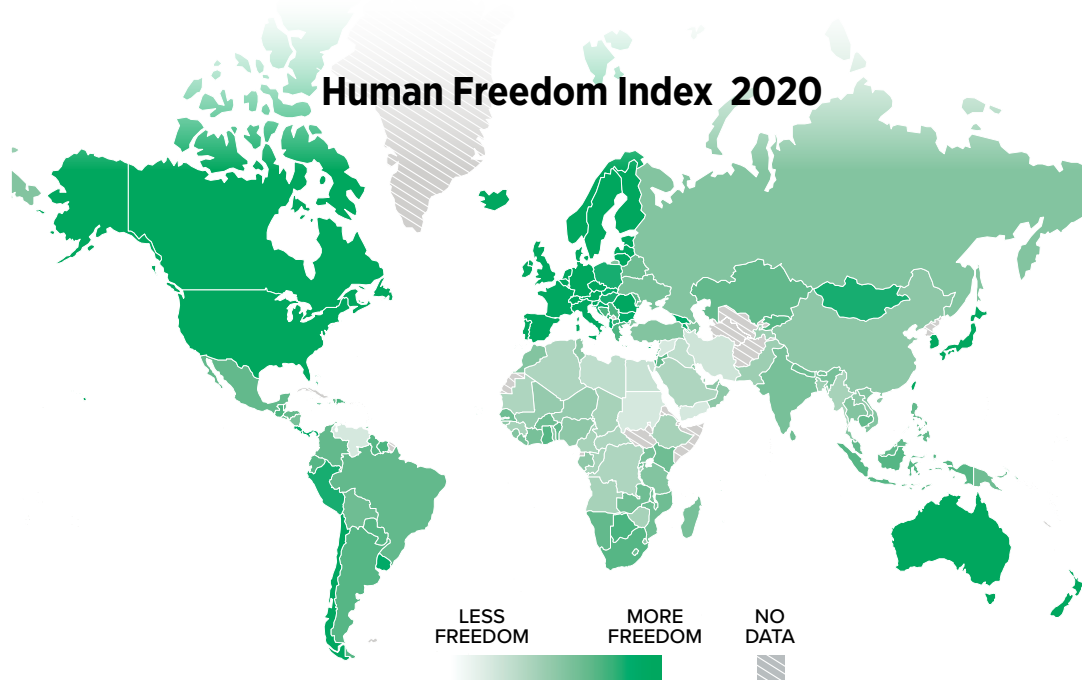 Human Freedom Index 2020
LESS
FREEDOM
MORE
FREEDOM
NO
DATA